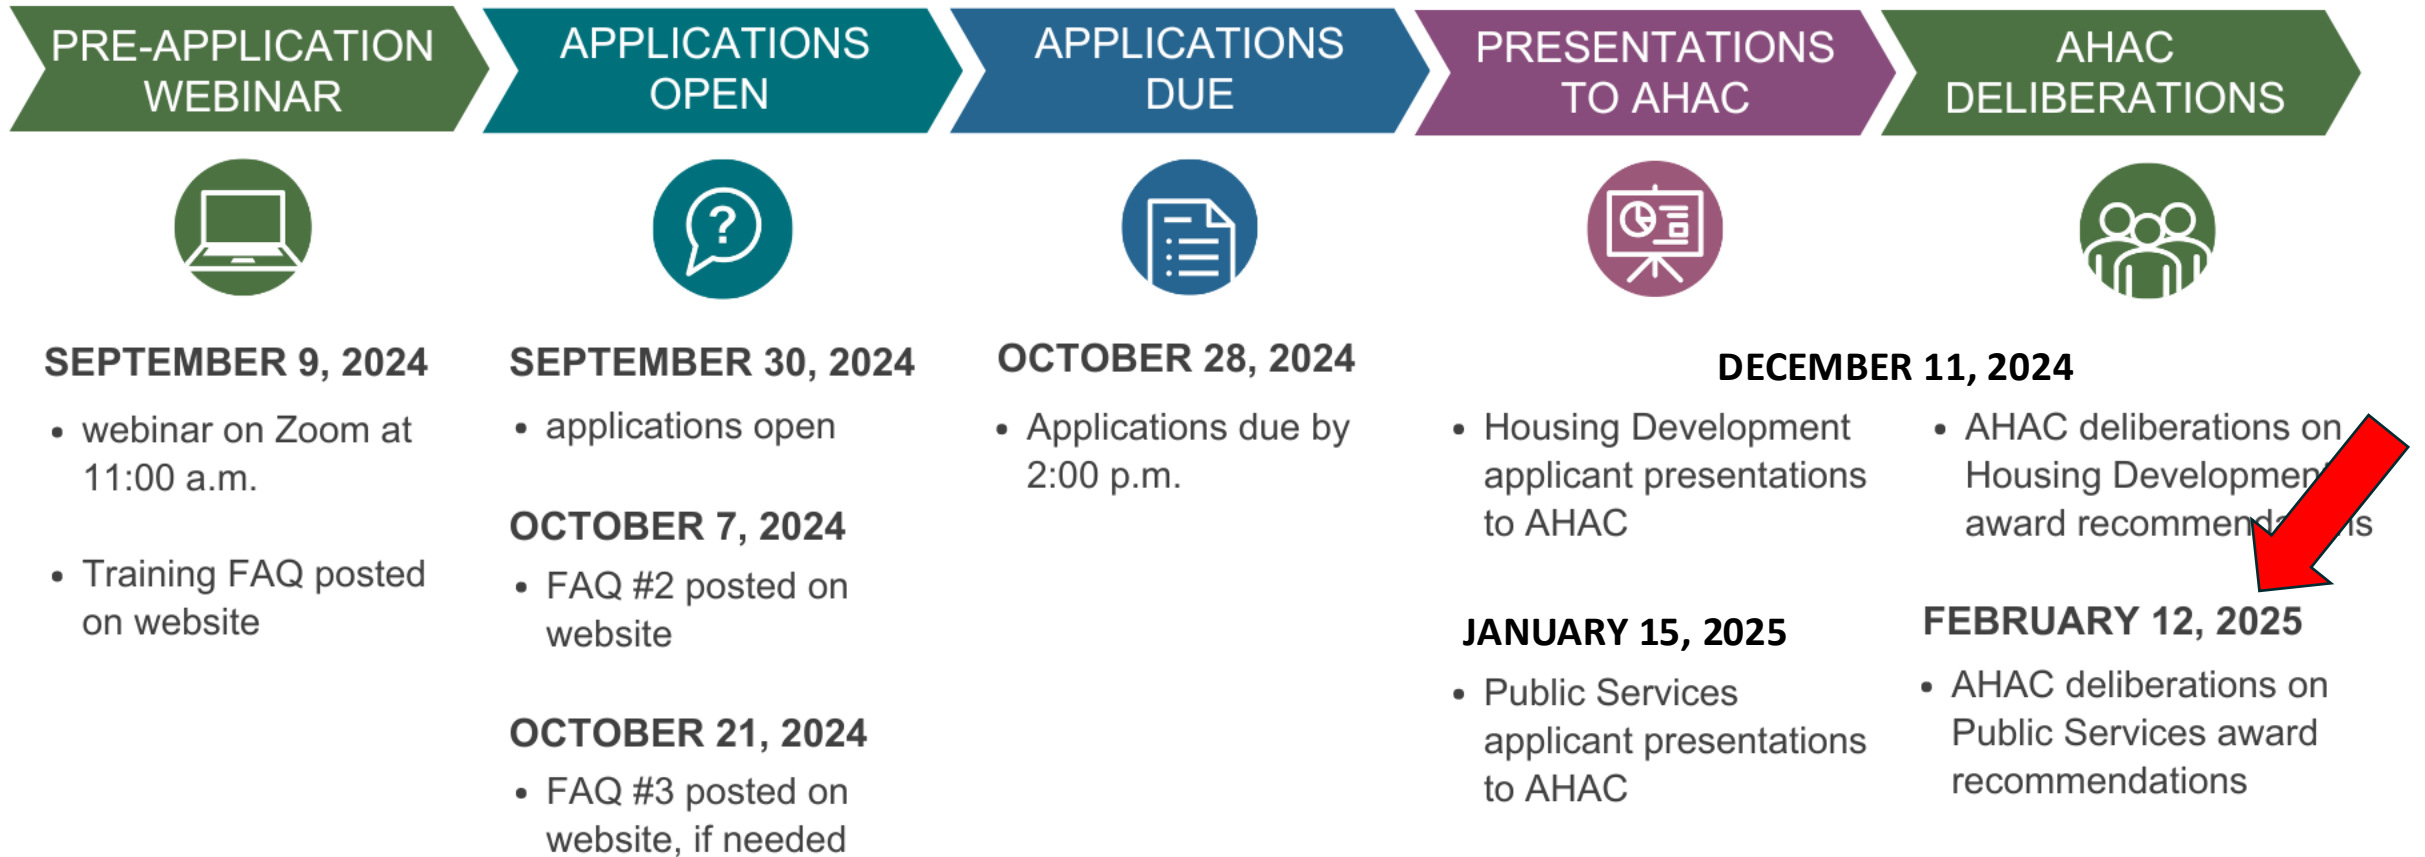 PRE-APPLICATION
WEBINAR
APPLICATIONS
OPEN
APPLICATIONS
DUE
PRESENTATIONS
TO AHAC
AHAC
DELIBERATIONS
?
SEPTEMBER 9, 2024
• webinar on Zoom at
11:00 a.m.
• Training FAQ posted
on website
SEPTEMBER 30, 2024
• applications open
OCTOBER 7, 2024
• FAQ #2 posted on
website
OCTOBER 21, 2024
• FAQ #3 posted on
website, if needed
OCTOBER 28, 2024
• Applications due by
2:00 p.m.
DECEMBER 11, 2024
• Housing Development
applicant presentations
to AHAC
JANUARY 15, 2025
• Public Services
applicant presentations
to AHAC
• AHAC deliberations on
Housing Development
award recommendations
FEBRUARY 12, 2025
• AHAC deliberations on
Public Services award
recommendations